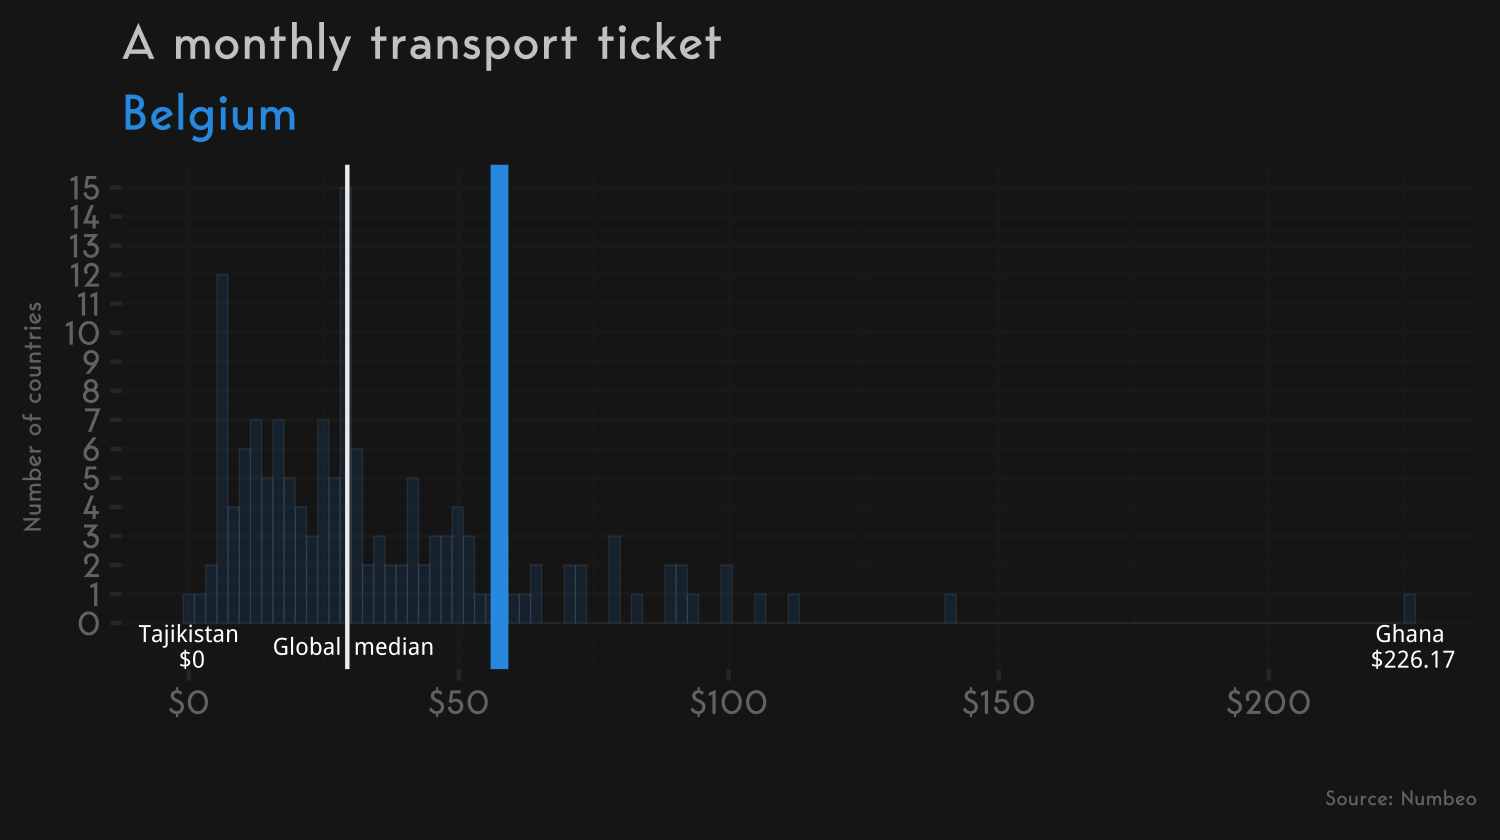 A monthly transport ticket
Belgium
Number of countries
15
14
13
12
11
10
9
8
7
6
5
4
3
2
1
0
Tajikistan
$0
Global median
Ghana
$226.17
$0 $50 $100 $150 $200
Source: Numbeo